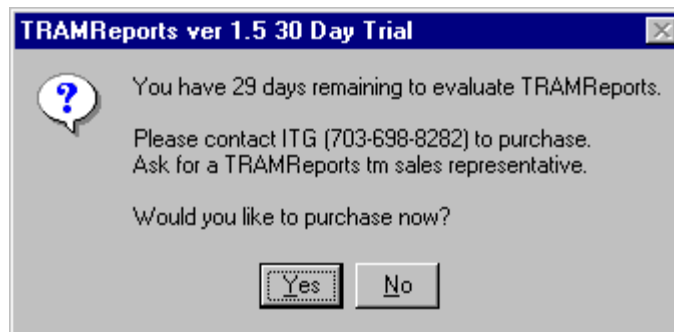 TRAMReports ver 1.5 30 Day Trial
?
You have 29 days remaining to evaluate TRAMReports.
Please contact ITG (703-698-8282) to purchase.
Ask for a TRAMReports tm sales representative.
Would you like to purchase now?
Yes No